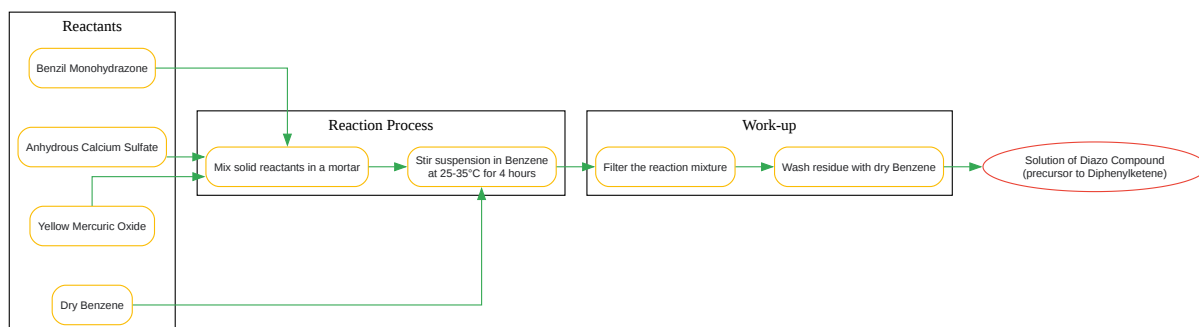 Reactants
Benzil Monohydrazone
Anhydrous Calcium Sulfate
Yellow Mercuric Oxide
Dry Benzene
Reaction Process
Mix solid reactants in a mortar
Stir suspension in Benzene
at 25-35°C for 4 hours
Work-up
Filter the reaction mixture
Wash residue with dry Benzene
Solution of Diazo Compound
(precursor to Diphenylketene)